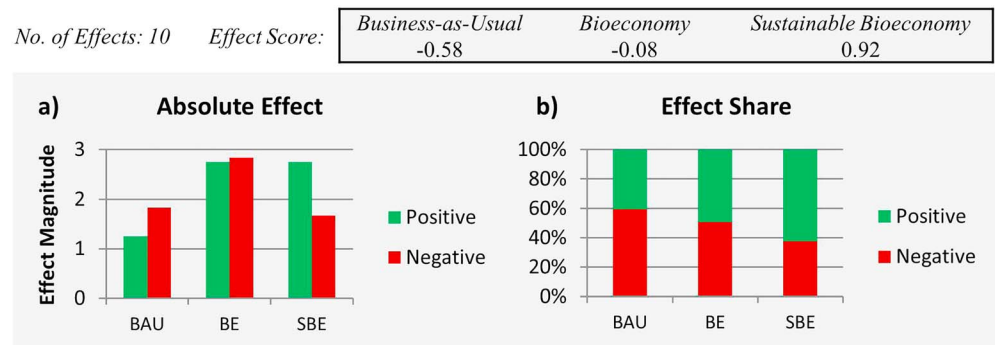 No. of Effects: 10 Effect Score:
Business-as-Usual Bioeconomy Sustainable Bioeconomy
-0.58 -0.08 0.92
a) Absolute Effect
Effect Magnitude
3
2
1
0
BAU BE SBE
Positive
Negative
b) Effect Share
100%
80%
60%
40%
20%
0%
BAU BE SBE
Positive
Negative